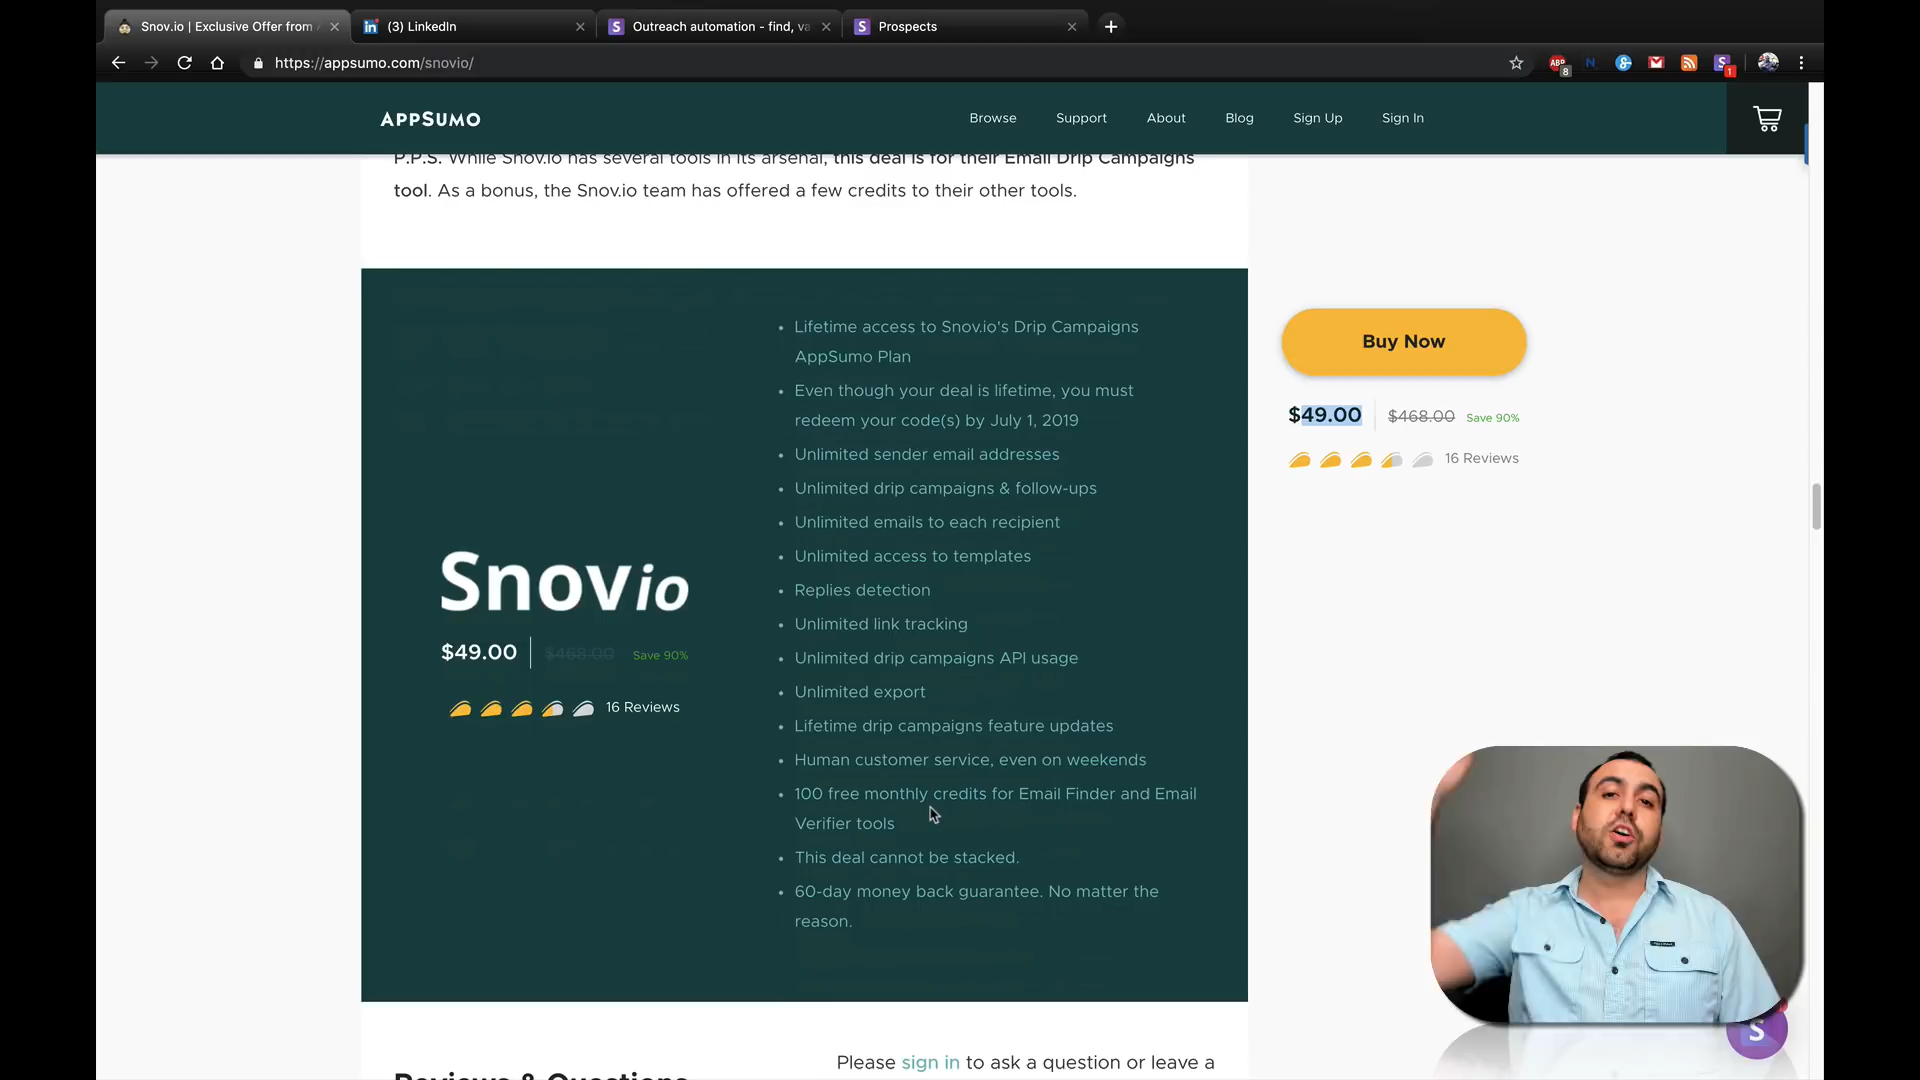 Snov.io | Exclusive Offer from
(3) LinkedIn
Outreach automation - find, va
Prospects
https://appsumo.com/snovio/
ABP
8
N
S
1
APPSUMO
Browse
Support
About
Blog
Sign Up
Sign In
P.P.S. While Snov.io has several tools in its arsenal, this deal is for their Email Drip Campaigns
tool. As a bonus, the Snov.io team has offered a few credits to their other tools.
Snovio
$49.00
$468.00
Save 90%
16 Reviews
• Lifetime access to Snov.io's Drip Campaigns
AppSumo Plan
• Even though your deal is lifetime, you must
redeem your code(s) by July 1, 2019
• Unlimited sender email addresses
• Unlimited drip campaigns & follow-ups
• Unlimited emails to each recipient
• Unlimited access to templates
• Replies detection
• Unlimited link tracking
• Unlimited drip campaigns API usage
• Unlimited export
• Lifetime drip campaigns feature updates
• Human customer service, even on weekends
• 100 free monthly credits for Email Finder and Email
Verifier tools
• This deal cannot be stacked.
• 60-day money back guarantee. No matter the
reason.
Buy Now
$49.00
$468.00
Save 90%
16 Reviews
S
Reviews & Questions
Please sign in to ask a question or leave a